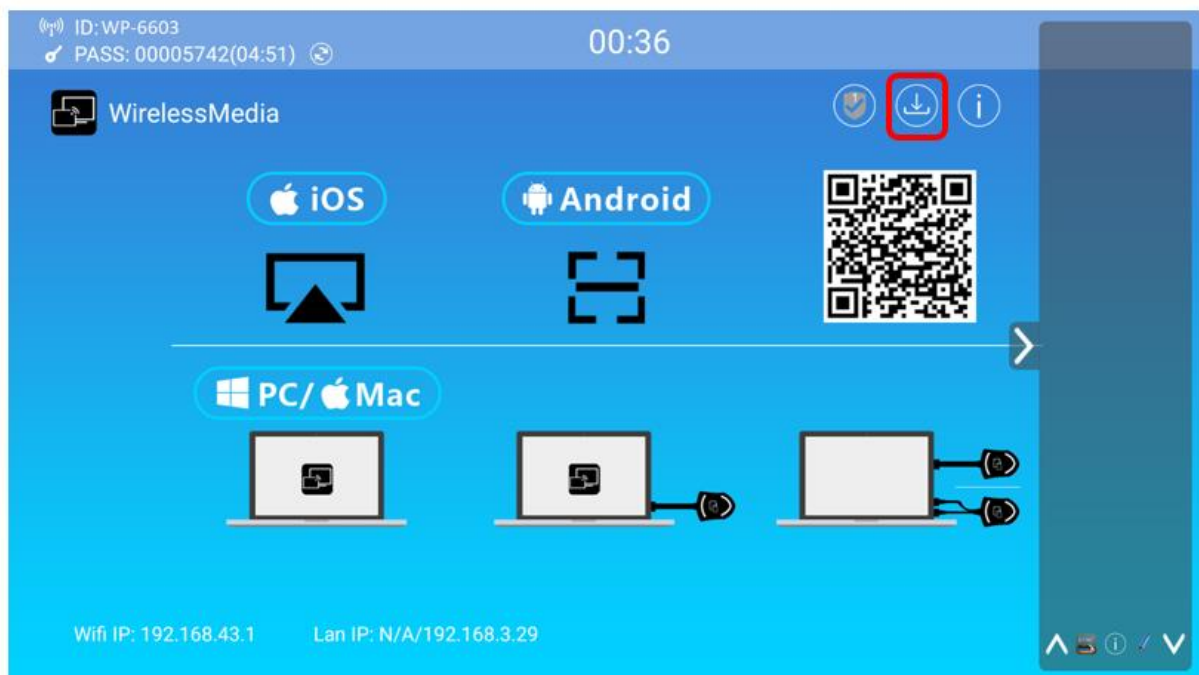 ID:WP-6603
PASS: 00005742(04:51)
00:36
WirelessMedia
1
i
iOS
Android
PC/ Mac
Wifi IP: 192.168.43.1
Lan IP: N/A/192.168.3.29